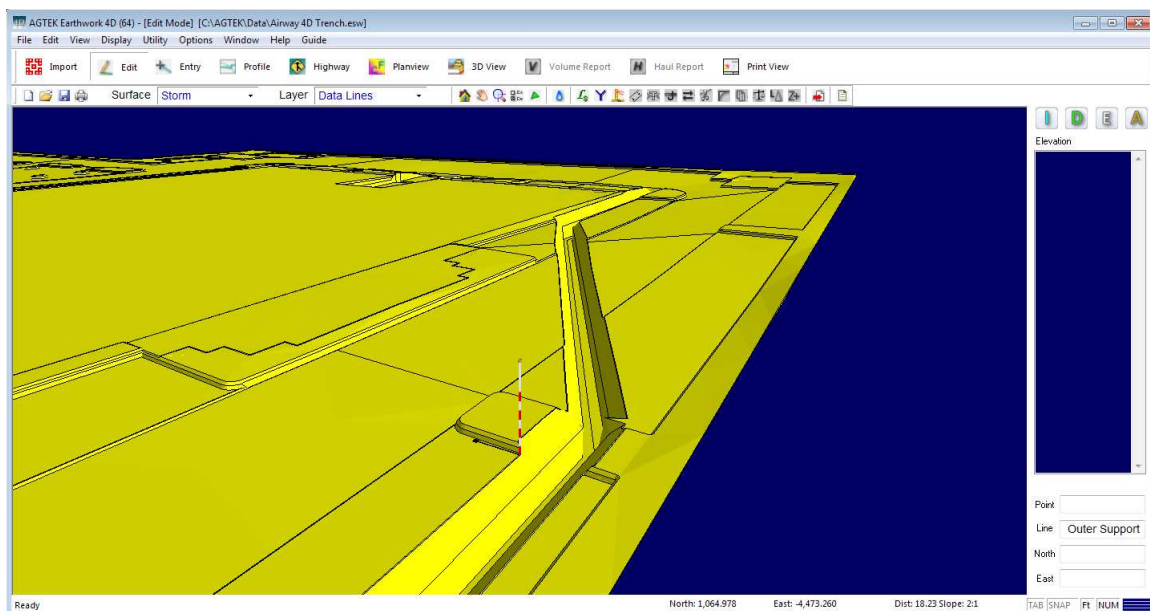 AGTEK Earthwork 4D (64) - [Edit Mode] [C:\AGTEK\Data\Airway 4D Trench.esw]
File Edit View Display Utility Options Window Help Guide
Import Edit Entry Profile Highway Planview 3D View V Volume Report H Haul Report Print View
Surface Storm Layer Data Lines
I D E A
Elevation
Point
Line Outer Support
North
East
Ready North: 1,064.978 East: -4,473.260 Dist: 18.23 Slope: 2:1 TAB SNAP Ft NUM